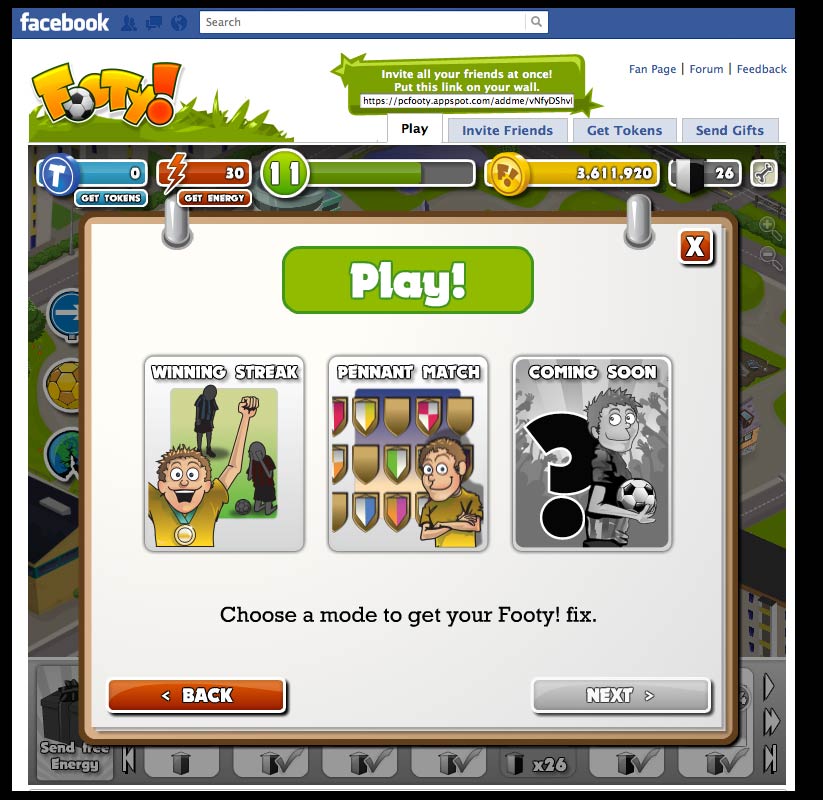 facebook
Search
Footy!
Invite all your friends at once!
Put this link on your wall.
https://pcfooty.appspot.com/addme/vNfyDShvl
Fan Page | Forum | Feedback
Play
Invite Friends
Get Tokens
Send Gifts
T
0
30
11
3,611,920
26
GET TOKENS
GET ENERGY
X
Play!
WINNING STREAK
PENNANT MATCH
COMING SOON
?
Choose a mode to get your Footy! fix.
< BACK
NEXT >
Send free
Energy
x26